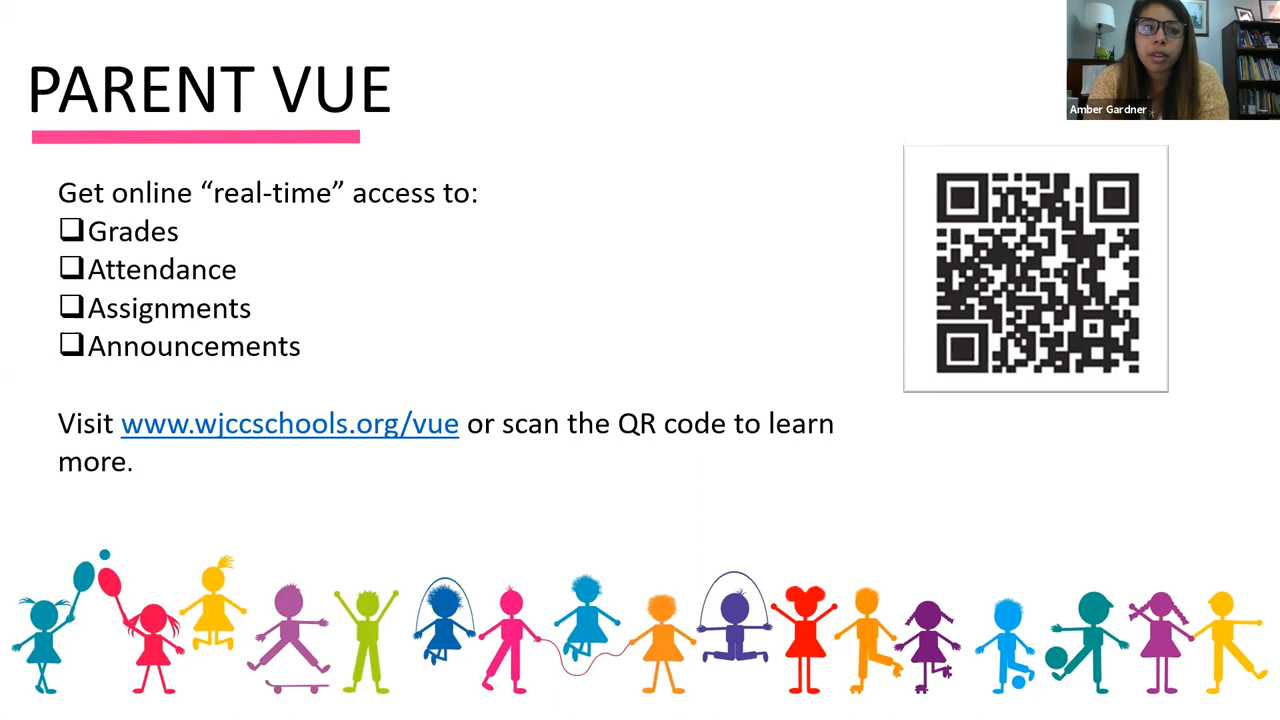 PARENT VUE
Amber Gardner
Get online “real-time” access to:
❑Grades
❑Attendance
❑Assignments
❑Announcements
Visit www.wjccschools.org/vue or scan the QR code to learn
more.